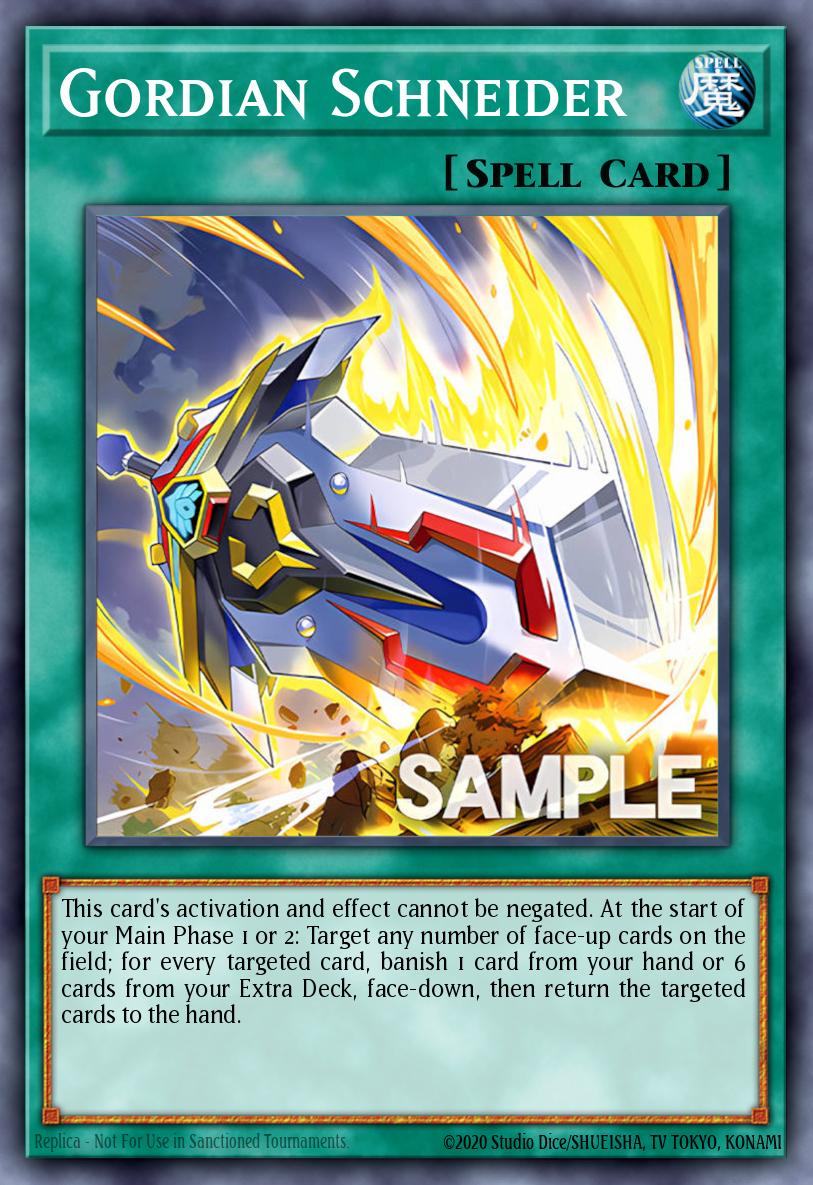 GORDIAN SCHNEIDER
SPELL
魔
[SPELL CARD]
SAMPLE
This card's activation and effect cannot be negated. At the start of
your Main Phase 1 or 2: Target any number of face-up cards on the
field; for every targeted card, banish 1 card from your hand or 6
cards from your Extra Deck, face-down, then return the targeted
cards to the hand.
Replica - Not For Use in Sanctioned Tournaments.
©2020 Studio Dice/SHUEISHA, TV TOKYO, KONAMI